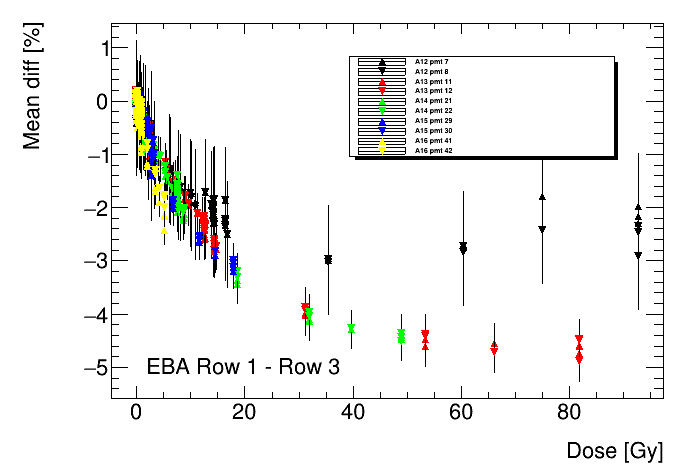 Mean diff [%]
1
0
−1
−2
−3
−4
−5
A12 pmt 7
A12 pmt 8
A13 pmt 11
A13 pmt 12
A14 pmt 21
A14 pmt 22
A15 pmt 29
A15 pmt 30
A16 pmt 41
A16 pmt 42
EBA Row 1 - Row 3
0 20 40 60 80
Dose [Gy]